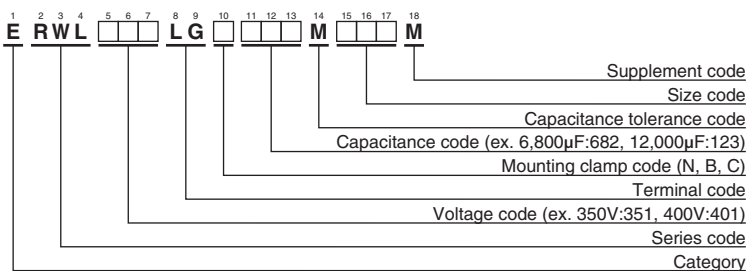 1 2 3 4 5 6 7 8 9 10 11 12 13 14 15 16 17 18
E RWL □□□ LG □ □□□ M □□□ M
Supplement code
Size code
Capacitance tolerance code
Capacitance code (ex. 6,800µF:682, 12,000µF:123)
Mounting clamp code (N, B, C)
Terminal code
Voltage code (ex. 350V:351, 400V:401)
Series code
Category